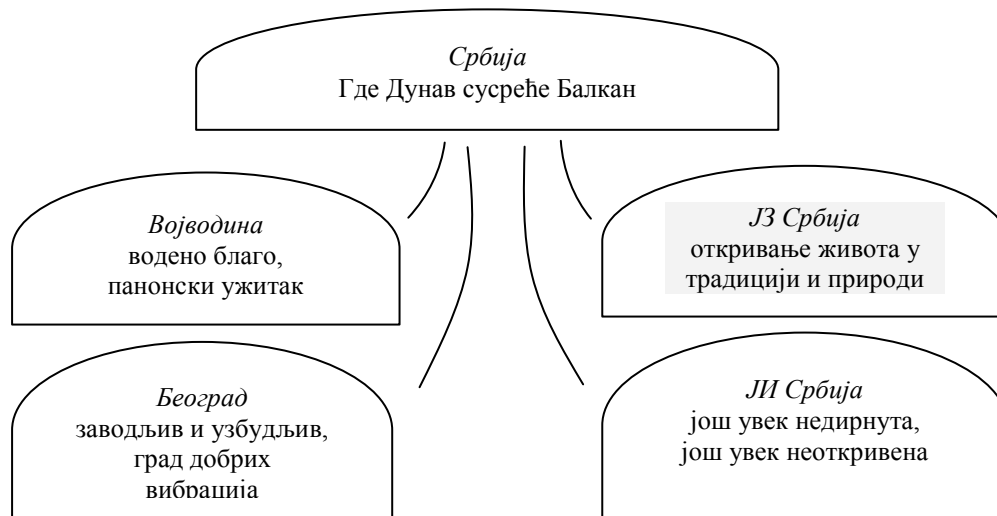 Србија
Где Дунав сусреће Балкан
Војводина
водено благо,
панонски ужитак
ЈЗ Србија
откривање живота у
традицији и природи
Београд
заводљив и узбудљив,
град добрих
вибрација
ЈИ Србија
још увек недирнута,
још увек неоткривена